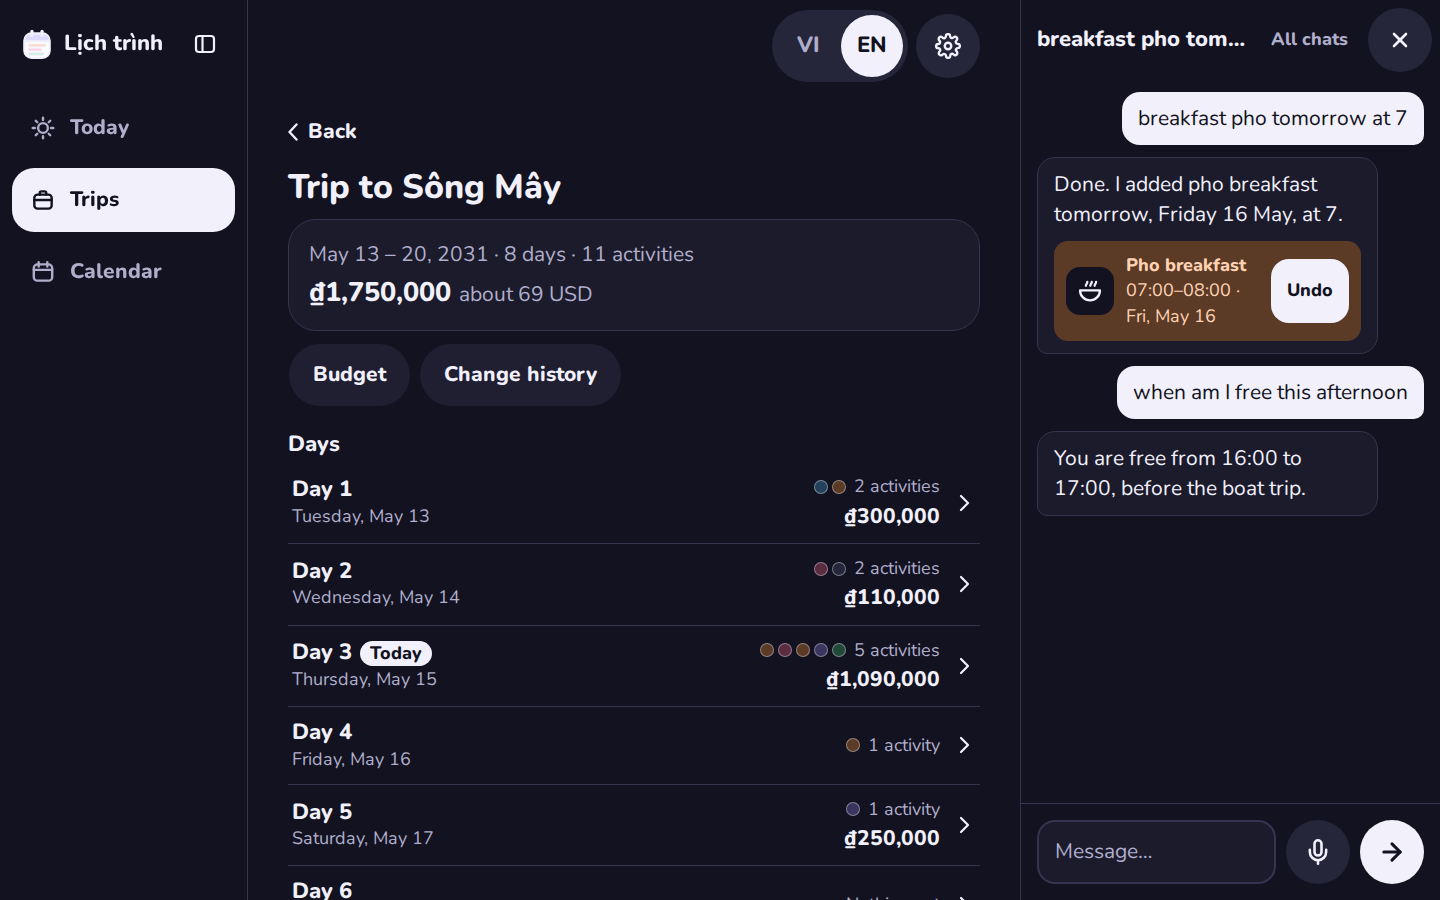 Lịch trình
Today
Trips
Calendar
VI
EN
Back
Trip to Sông Mây
May 13 – 20, 2031 · 8 days · 11 activities
₫1,750,000 about 69 USD
Budget
Change history
Days
Day 1
Tuesday, May 13
2 activities
₫300,000
Day 2
Wednesday, May 14
2 activities
₫110,000
Day 3 Today
Thursday, May 15
5 activities
₫1,090,000
Day 4
Friday, May 16
1 activity
Day 5
Saturday, May 17
1 activity
₫250,000
Day 6
breakfast pho tom...
All chats
breakfast pho tomorrow at 7
Done. I added pho breakfast
tomorrow, Friday 16 May, at 7.
Pho breakfast
07:00–08:00 ·
Fri, May 16
Undo
when am I free this afternoon
You are free from 16:00 to
17:00, before the boat trip.
Message...